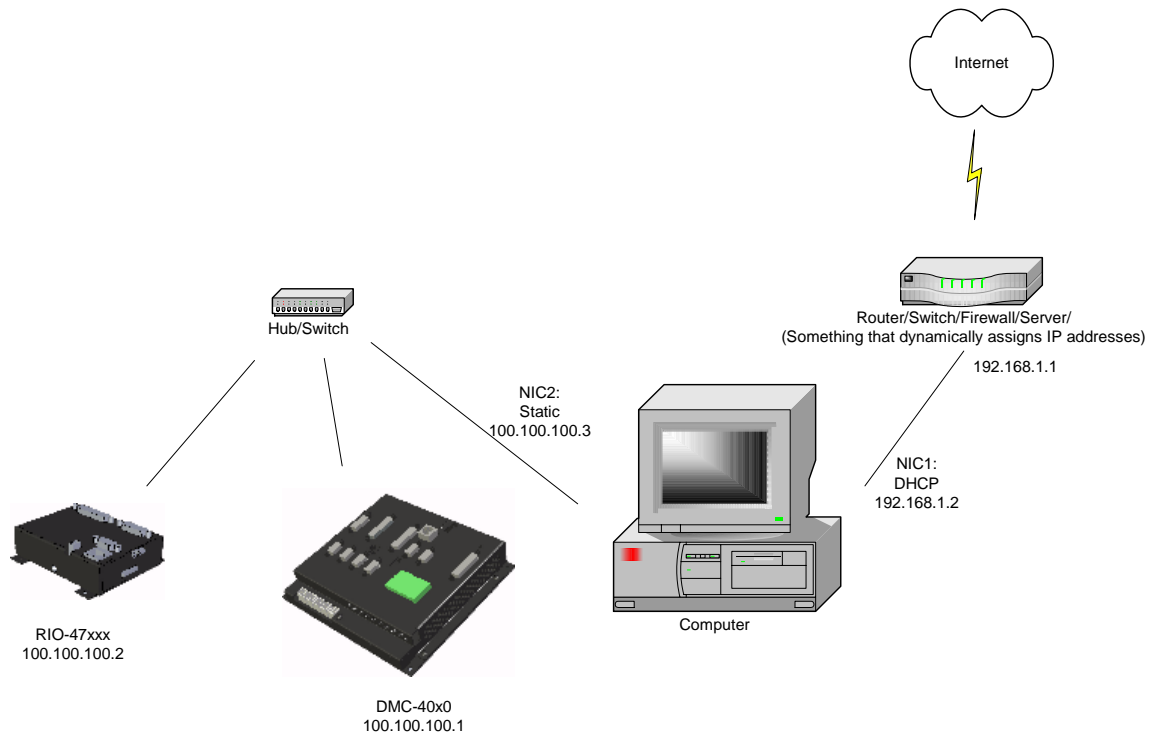 Internet
Hub/Switch
Router/Switch/Firewall/Server/
(Something that dynamically assigns IP addresses)
192.168.1.1
NIC2:
Static
100.100.100.3
NIC1:
DHCP
192.168.1.2
Computer
RIO-47xxx
100.100.100.2
DMC-40x0
100.100.100.1